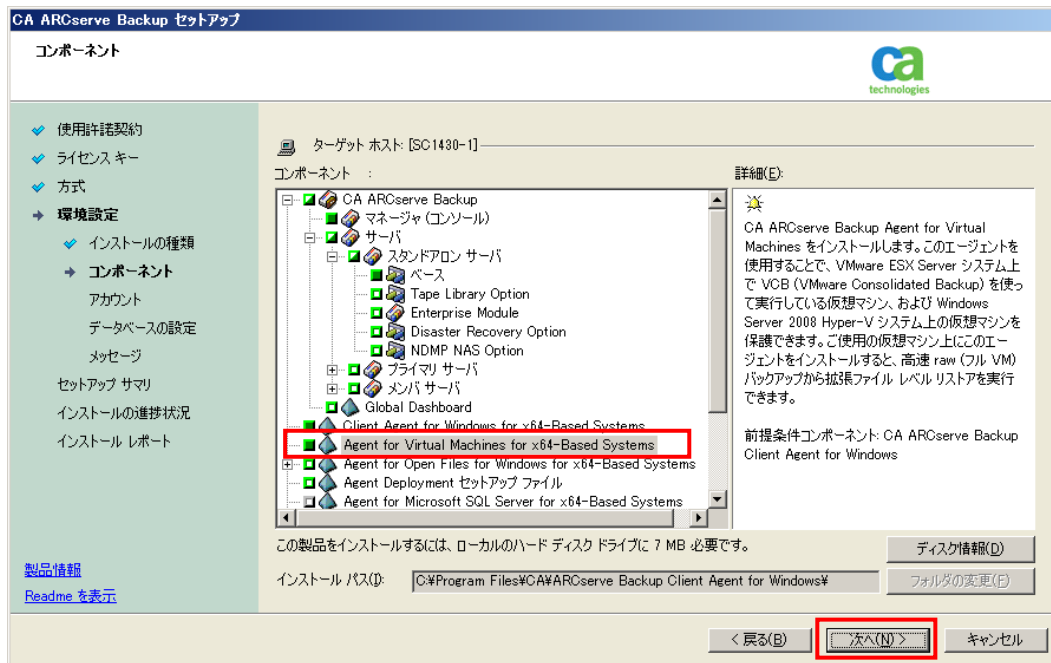 CA ARCserve Backup セットアップ
コンポーネント
ca
technologies
使用許諾契約
ライセンス キー
方式
環境設定
インストールの種類
コンポーネント
アカウント
データベースの設定
メッセージ
セットアップ サマリ
インストールの進捗状況
インストール レポート
製品情報
Readme を表示
ターゲット ホスト: [SC1430-1]
コンポーネント :
CA ARCserve Backup
マネージャ (コンソール)
サーバ
スタンドアロン サーバ
ベース
Tape Library Option
Enterprise Module
Disaster Recovery Option
NDMP NAS Option
プライマリ サーバ
メンバ サーバ
Global Dashboard
Client Agent for Windows for x64-Based Systems
Agent for Virtual Machines for x64-Based Systems
Agent for Open Files for Windows for x64-Based Systems
Agent Deployment セットアップ ファイル
Agent for Microsoft SQL Server for x64-Based Systems
詳細(E):
CA ARCserve Backup Agent for Virtual
Machines をインストールします。このエージェントを
使用することで、VMware ESX Server システム上
で VCB (VMware Consolidated Backup) を使っ
て実行している仮想マシン、および Windows
Server 2008 Hyper-V システム上の仮想マシンを
保護できます。ご使用の仮想マシン上にこのエー
ジェントをインストールすると、高速 raw (フル VM)
バックアップから拡張ファイル レベル リストアを実行
できます。
前提条件コンポーネント: CA ARCserve Backup
Client Agent for Windows
この製品をインストールするには、ローカルのハード ディスク ドライブに 7 MB 必要です。
ディスク情報(D)
インストール パス(I):
C:¥Program Files¥CA¥ARCserve Backup Client Agent for Windows¥
フォルダの変更(F)
< 戻る(B)
次へ(N) >
キャンセル